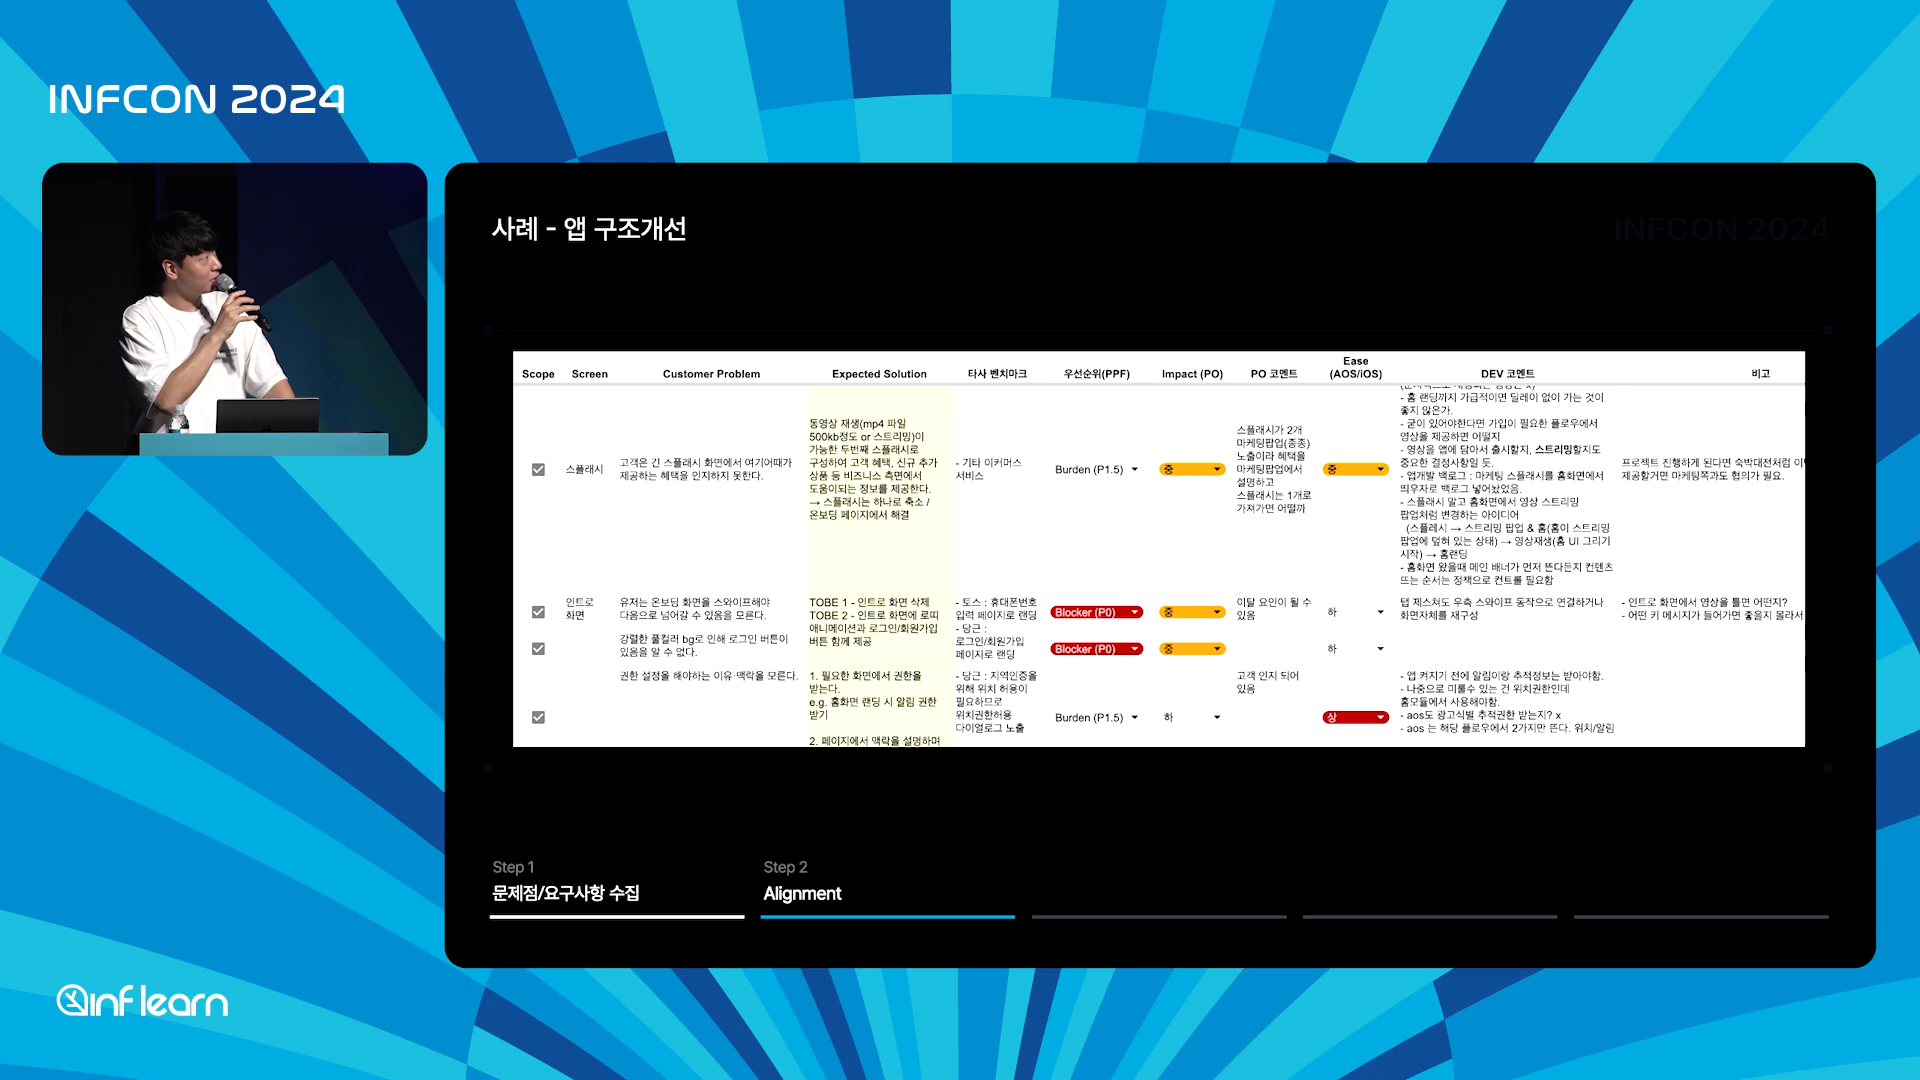 INFCON 2024
사례 - 앱 구조개선
INFCON 2024
Scope
Screen
Customer Problem
Expected Solution
타사 벤치마크
우선순위(PPF)
Impact (PO)
PO 코멘트
Ease
(AOS/iOS)
DEV 코멘트
비고
스플래시
고객은 긴 스플래시 화면에서 여기어때가
제공하는 혜택을 인지하지 못한다.
동영상 재생(mp4 파일
500kb정도 or 스트리밍)이
가능한 두번째 스플래시로
구성하여 고객 혜택, 신규 추가
상품 등 비즈니스 측면에서
도움이되는 정보를 제공한다.
→ 스플래시는 하나로 축소 /
온보딩 페이지에서 해결
- 기타 이커머스
서비스
Burden (P1.5)
중
스플래시가 2개
마케팅팝업(종종)
노출이라 혜택을
마케팅팝업에서
설명하고
스플래시는 1개로
가져가면 어떨까
중
- 홈 랜딩까지 가급적이면 딜레이 없이 가는 것이
좋지 않은가.
- 굳이 있어야한다면 가입이 필요한 플로우에서
영상을 제공하면 어떨지
- 영상을 앱에 담아서 출시할지, 스트리밍할지도
중요한 결정사항일 듯.
- 앱개발 백로그 : 마케팅 스플래시를 홈화면에서
띄우자로 백로그 넣어놨었음.
- 스플래시 말고 홈화면에서 영상 스트리밍
팝업처럼 변경하는 아이디어
(스플레시 → 스트리밍 팝업 & 홈(홈이 스트리밍
팝업에 덮혀 있는 상태) → 영상재생(홈 UI 그리기
시작) → 홈랜딩
- 홈화면 왔을때 메인 배너가 먼저 뜬다든지 컨텐츠
뜨는 순서는 정책으로 컨트롤 필요함
프로젝트 진행하게 된다면 숙박대전처럼
제공할거면 마케팅쪽과도 협의가 필요.
인트로
화면
유저는 온보딩 화면을 스와이프해야
다음으로 넘어갈 수 있음을 모른다.
TOBE 1 - 인트로 화면 삭제
TOBE 2 - 인트로 화면에 로띠
애니메이션과 로그인/회원가입
버튼 함께 제공
- 토스 : 휴대폰번호
입력 페이지로 랜딩
- 당근 :
로그인/회원가입
페이지로 랜딩
Blocker (P0)
중
이탈 요인이 될 수
있음
하
탭 제스쳐도 우측 스와이프 동작으로 연결하거나
화면자체를 재구성
- 인트로 화면에서 영상을 틀면 어떤지?
- 어떤 키 메시지가 들어가면 좋을지 몰라서
강렬한 풀컬러 bg로 인해 로그인 버튼이
있음을 알 수 없다.
Blocker (P0)
중
하
권한 설정을 해야하는 이유·맥락을 모른다.
1. 필요한 화면에서 권한을
받는다.
e.g. 홈화면 랜딩 시 알림 권한
받기
2. 페이지에서 맥락을 설명하며
- 당근 : 지역인증을
위해 위치 허용이
필요하므로
위치권한허용
다이얼로그 노출
Burden (P1.5)
하
고객 인지 되어
있음
상
- 앱 켜지기 전에 알림이랑 추적정보는 받아야함.
- 나중으로 미룰수 있는 건 위치권한인데
홈모듈에서 사용해야함.
- aos도 광고식별 추적권한 받는지? x
- aos 는 해당 플로우에서 2가지만 뜬다. 위치/알림
Step 1
문제점/요구사항 수집
Step 2
Alignment
inflearn